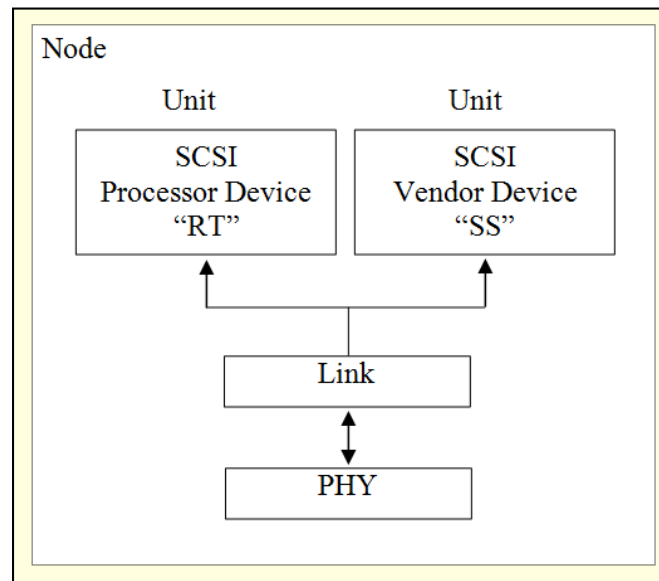 Node
Unit
Unit
SCSI
Processor Device
“RT”
SCSI
Vendor Device
“SS”
Link
PHY